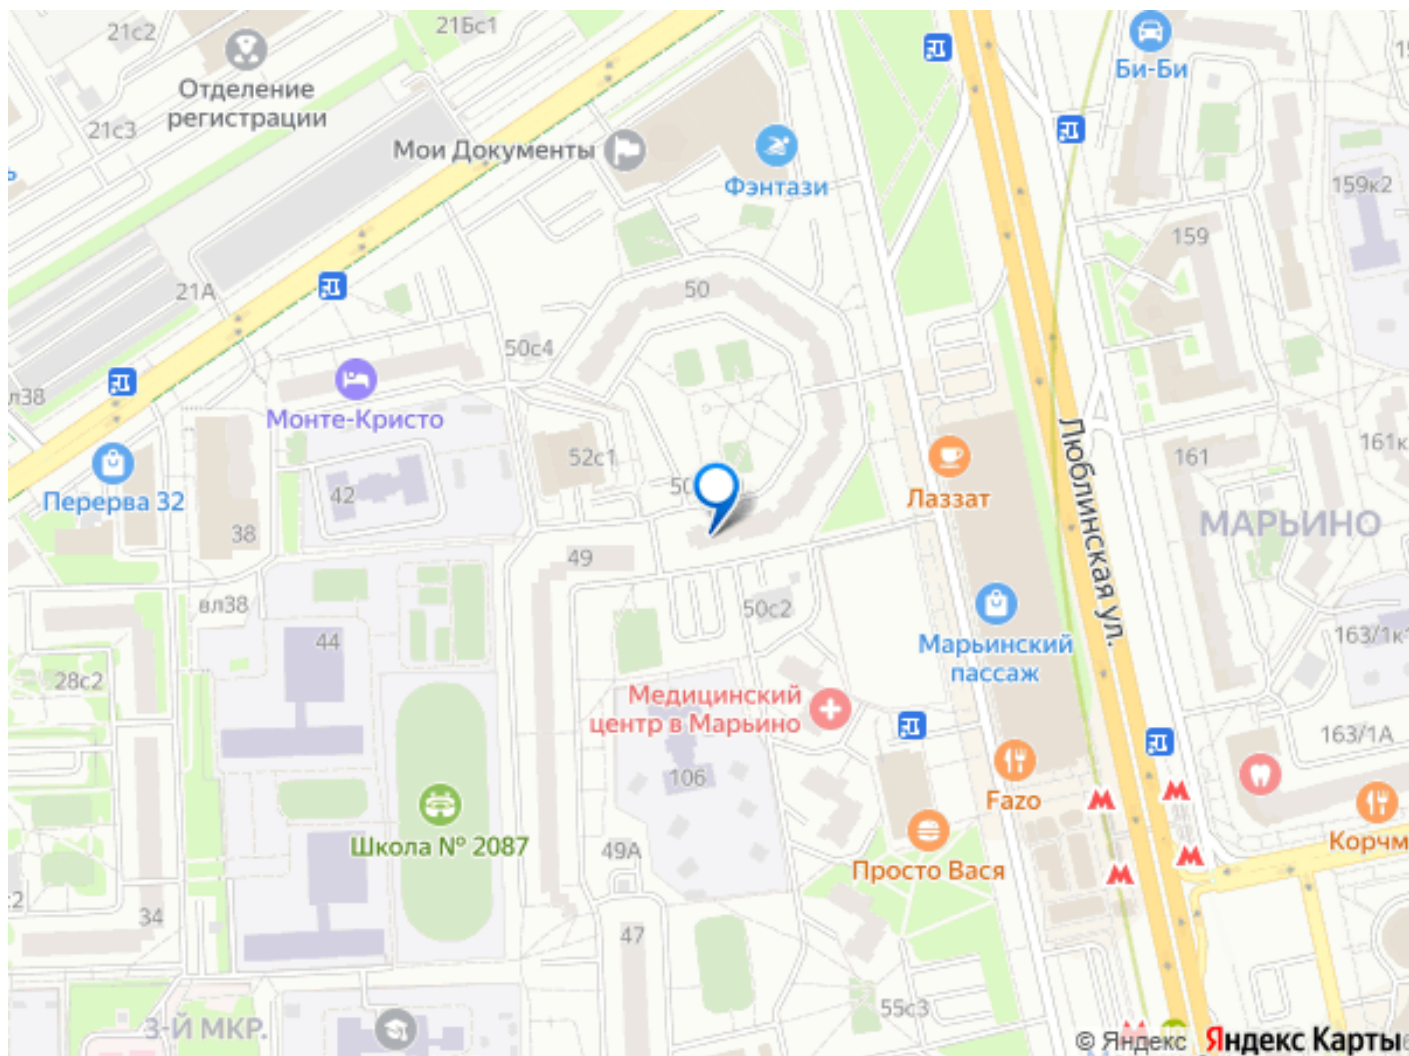 21с2
21Бс1
Би-Би
Отделение
регистрации
21с3
Мои Документы
Фэнтази
159к2
159
21А
50
50с4
вл38
Монте-Кристо
Люблинская ул.
161к
52с1
161
Лаззат
42
Перерва 32
МАРЬИНО
38
49
вл38
50с2
44
Марьинский
пассаж
163/1к1
28с2
Медицинский
центр в Марьино
163/1А
106
Fazo
Школа № 2087
49А
Просто Вася
Корчм
34
47
55с3
3-Й МКР.
© Яндекс Яндекс Карты